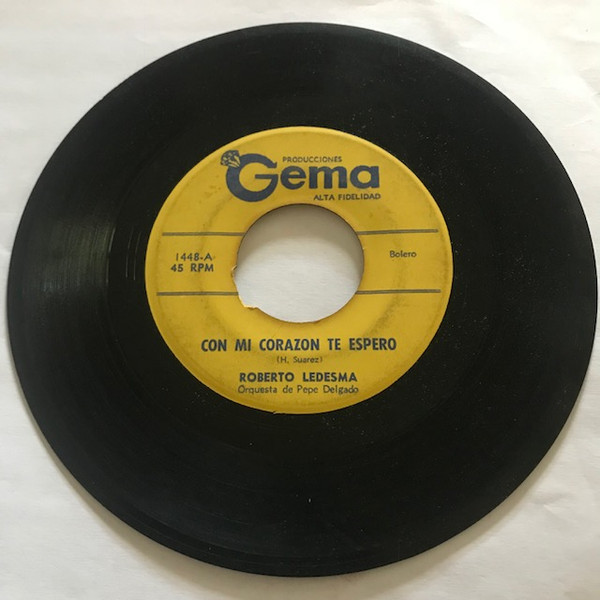 PRODUCCIONES
Gema
ALTA FIDELIDAD
1448-A
45 RPM
Bolero
CON MI CORAZON TE ESPERO
(H. Suarez)
ROBERTO LEDESMA
Orquesta de Pepe Delgado